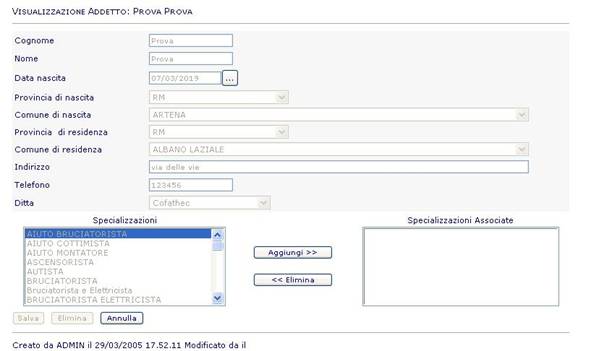 Visualizzazione Addetto: Prova Prova
Cognome Prova
Nome Prova
Data nascita 07/03/2019 ...
Provincia di nascita RM
Comune di nascita ARTENA
Provincia di residenza RM
Comune di residenza ALBANO LAZIALE
Indirizzo via delle vie
Telefono 123456
Ditta Cofathec
Specializzazioni
AIUTO BRUCIATORISTA
AIUTO COTTIMISTA
AIUTO MONTATORE
ASCENSORISTA
AUTISTA
BRUCIATORISTA
Bruciatorista e Elettricista
BRUCIATORISTA ELETTRICISTA
Aggiungi >>
<< Elimina
Specializzazioni Associate
Salva Elimina Annulla
Creato da ADMIN il 29/03/2005 17.52.11 Modificato da il